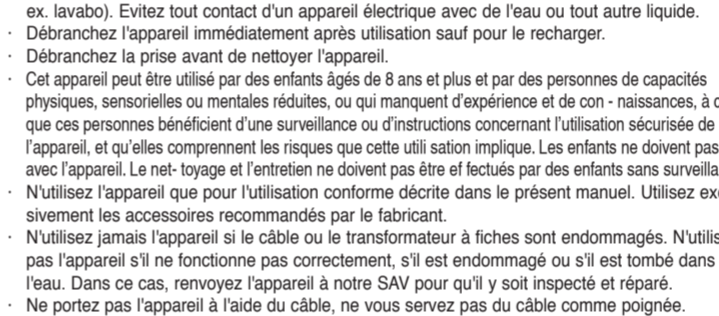 ex. lavabo). Evitez tout contact d'un appareil électrique avec de l'eau ou tout autre liquide.
· Débranchez l'appareil immédiatement après utilisation sauf pour le recharger.
· Débranchez la prise avant de nettoyer l'appareil.
· Cet appareil peut être utilisé par des enfants âgés de 8 ans et plus et par des personnes de capacités
physiques, sensorielles ou mentales réduites, ou qui manquent d'expérience et de con - naissances, à
que ces personnes bénéficient d'une surveillance ou d'instructions concernant l'utilisation sécurisée de
l'appareil, et qu'elles comprennent les risques que cette utili sation implique. Les enfants ne doivent pas
avec l'appareil. Le net- toyage et l'entretien ne doivent pas être ef fectués par des enfants sans surveilla
· N'utilisez l'appareil que pour l'utilisation conforme décrite dans le présent manuel. Utilisez ex
sivement les accessoires recommandés par le fabricant.
· N'utilisez jamais l'appareil si le câble ou le transformateur à fiches sont endommagés. N'utilis
pas l'appareil s'il ne fonctionne pas correctement, s'il est endommagé ou s'il est tombé dans
l'eau. Dans ce cas, renvoyez l'appareil à notre SAV pour qu'il y soit inspecté et réparé.
· Ne portez pas l'appareil à l'aide du câble, ne vous servez pas du câble comme poignée.